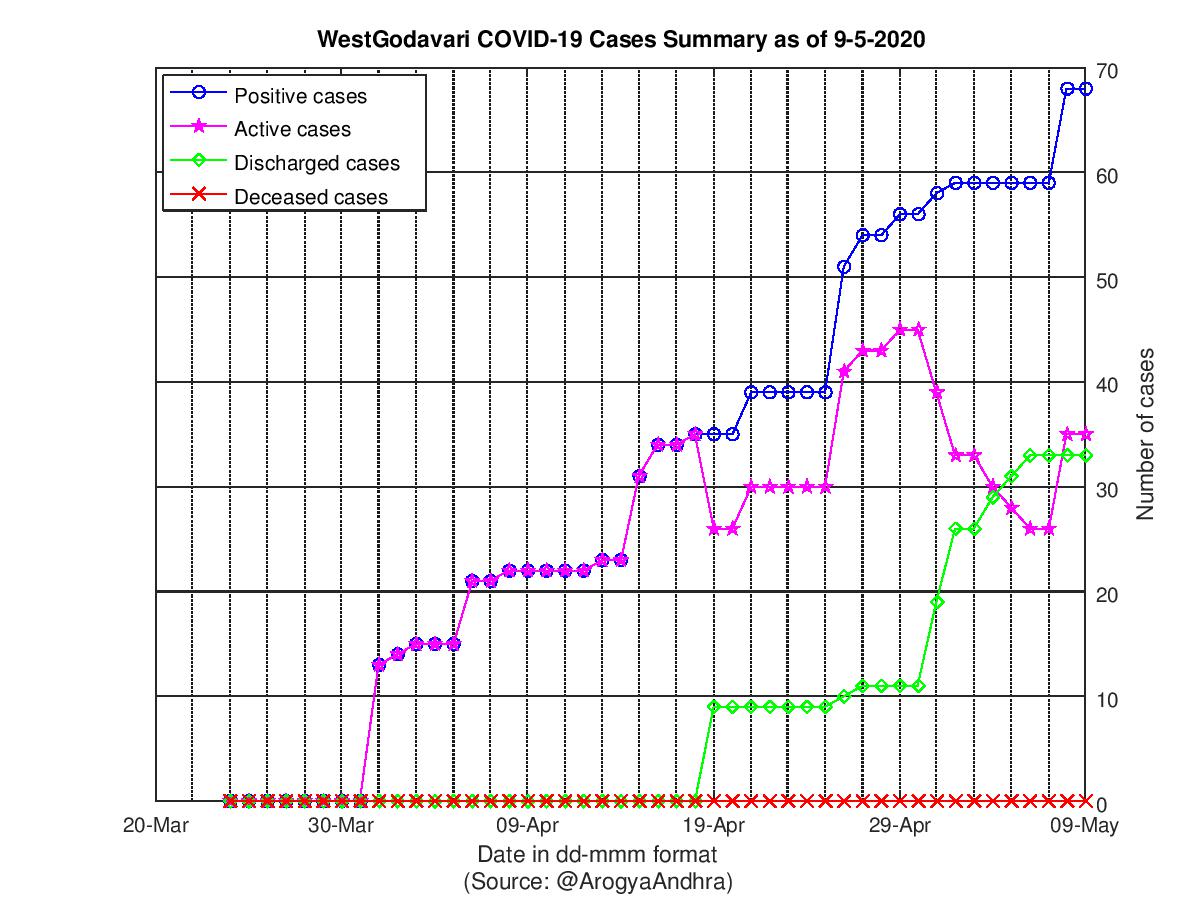 WestGodavari COVID-19 Cases Summary as of 9-5-2020
Positive cases
Active cases
Discharged cases
Deceased cases
70
60
50
40
30
20
10
0
Number of cases
20-Mar
30-Mar
09-Apr
19-Apr
29-Apr
09-May
Date in dd-mmm format
(Source: @ArogyaAndhra)